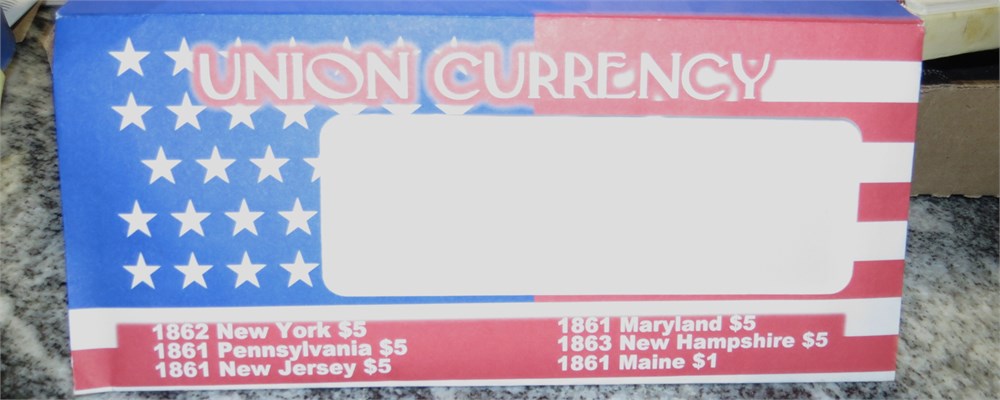 UNION CURRENCY
1862 New York $5
1861 Pennsylvania $5
1861 New Jersey $5
1861 Maryland $5
1863 New Hampshire $5
1861 Maine $1